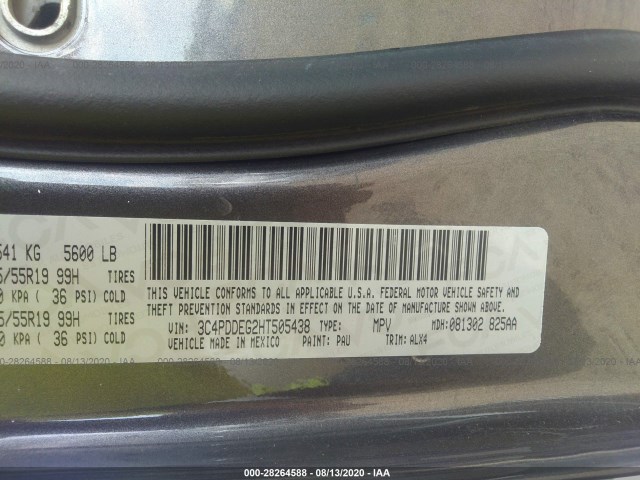 541 KG 5600 LB
/55R19 99H TIRES
0 KPA ( 36 PSI) COLD
5/55R19 99H TIRES
0 KPA ( 36 PSI) COLD
THIS VEHICLE CONFORMS TO ALL APPLICABLE U.S.A. FEDERAL MOTOR VEHICLE SAFETY AND
THEFT PREVENTION STANDARDS IN EFFECT ON THE DATE OF MANUFACTURE SHOWN ABOVE.
VIN: 3C4PDDEG2HT505438 TYPE: MPV MDH: 081302 825AA
VEHICLE MADE IN MEXICO PAINT: PAU TRIM: ALX4
000-28264588 - 08/13/2020 - IAA